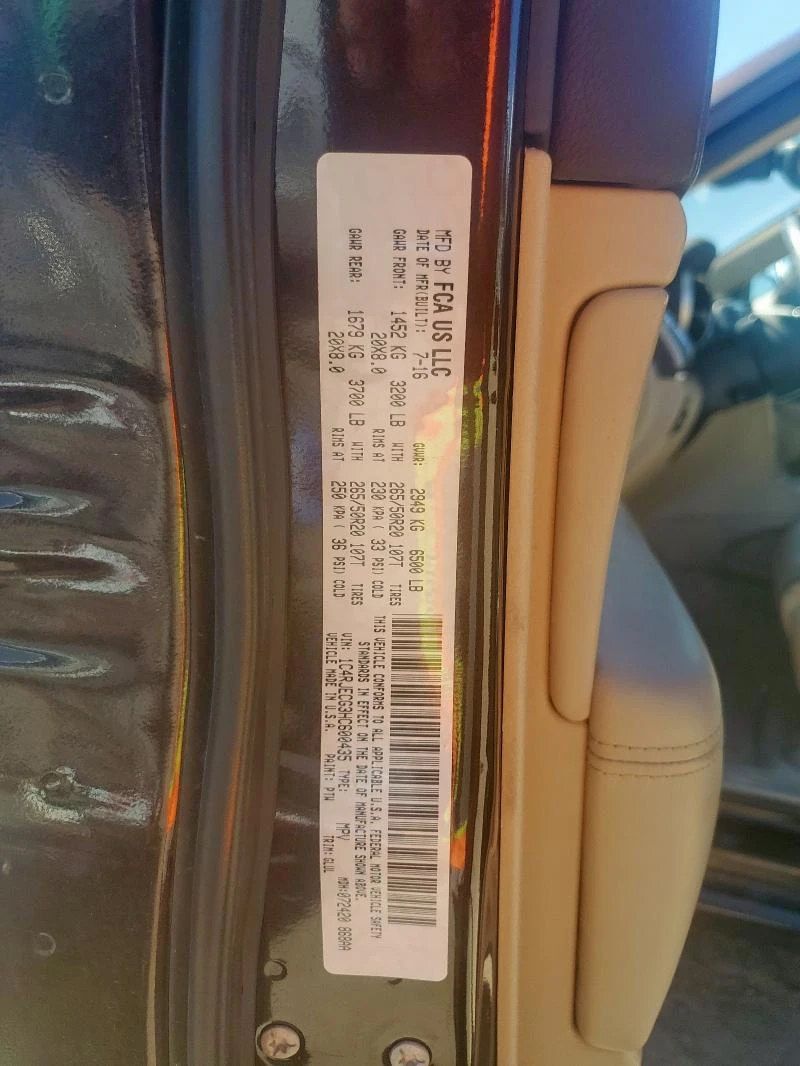 MFD BY FCA US LLC
DATE OF MFR(BUILT): 7-16 GVWR: 2949 KG 6500 LB
GAWR FRONT: 1452 KG 3200 LB WITH 265/50R20 107T TIRES
20X8.0 RIMS AT 230 KPA ( 33 PSI) COLD
GAWR REAR: 1679 KG 3700 LB WITH 265/50R20 107T TIRES
20X8.0 RIMS AT 250 KPA ( 36 PSI) COLD
THIS VEHICLE CONFORMS TO ALL APPLICABLE U.S.A. FEDERAL MOTOR VEHICLE SAFETY
STANDARDS IN EFFECT ON THE DATE OF MANUFACTURE SHOWN ABOVE.
VIN: 1C4RJECG3HC600435 TYPE: MPV MDH:072420 868AA
VEHICLE MADE IN U.S.A. PAINT: PTW TRIM: GLUL